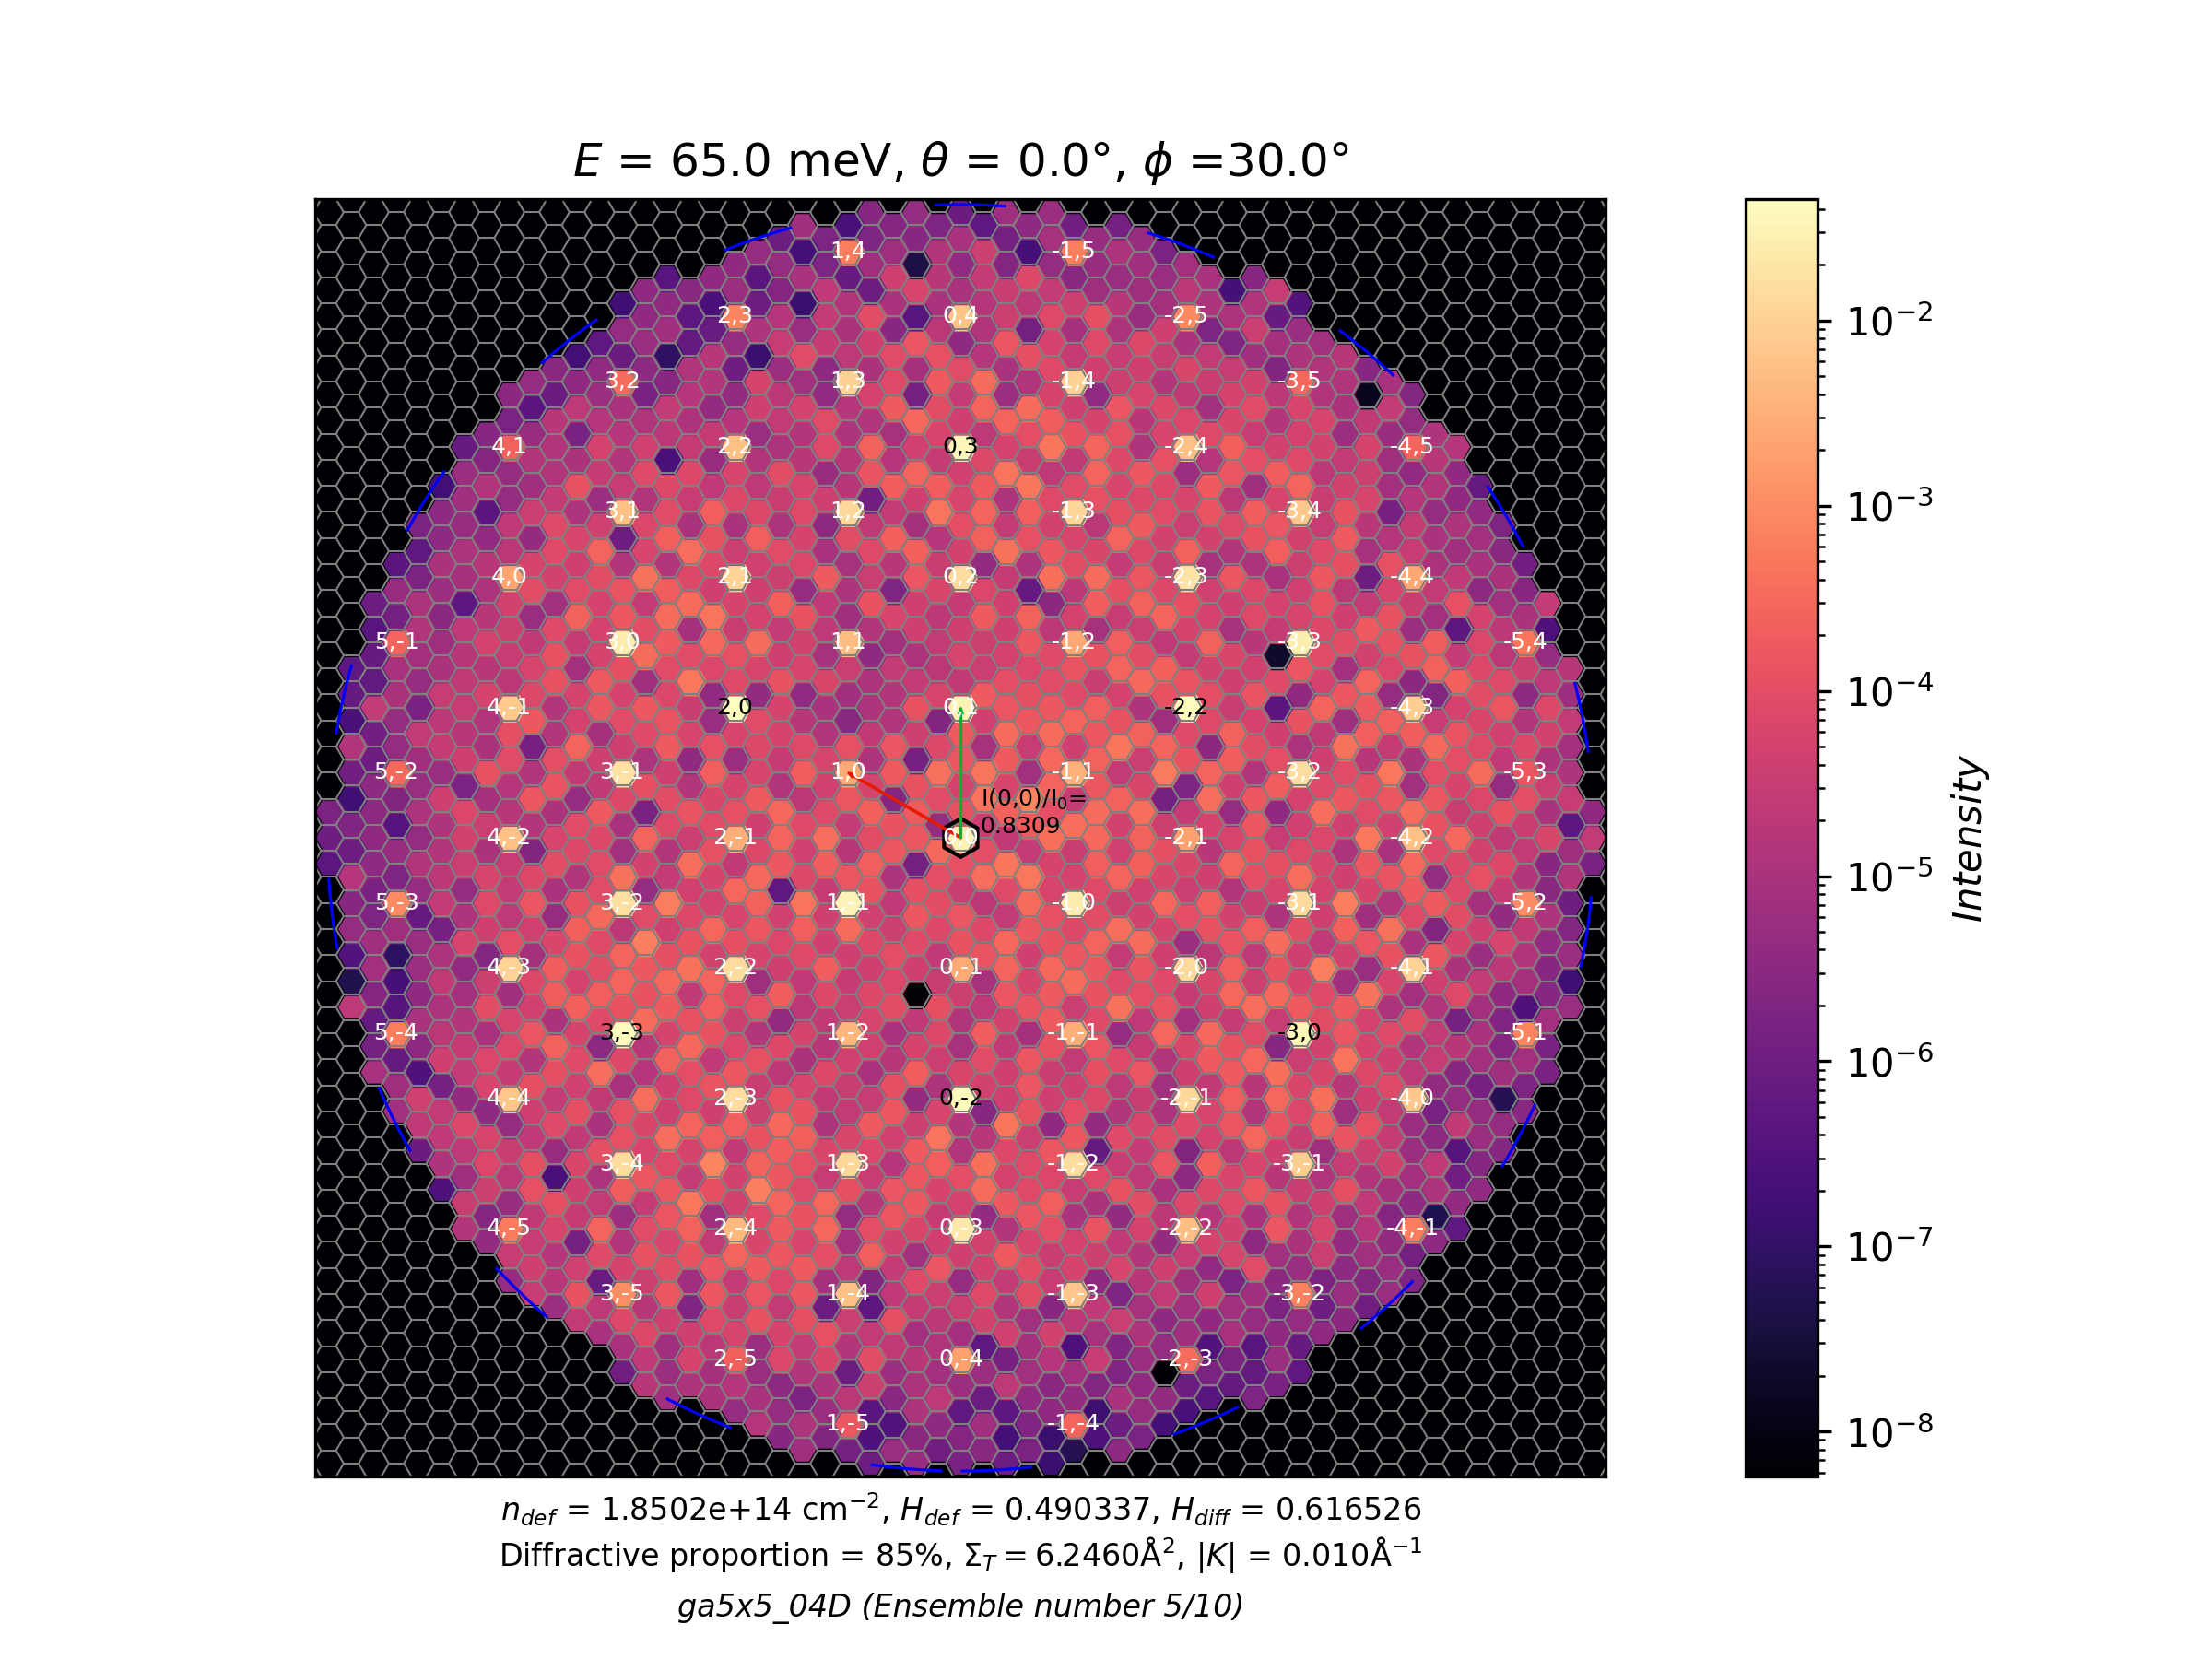 E = 65.0 meV, θ = 0.0°, ϕ =30.0°
1,4 -1,5
2,3 0,4 -2,5
3,2 1,3 -1,4 -3,5
4,1 2,2 0,3 -2,4 -4,5
3,1 1,2 -1,3 -3,4
4,0 2,1 0,2 -2,3 -4,4
5,-1 3,0 1,1 -1,2 -3,3 -5,4
4,-1 2,0 0,1 -2,2 -4,3
5,-2 3,-1 1,0 -1,1 -3,2 -5,3
I(0,0)/I₀=
0.8309
4,-2 2,-1 0,0 -2,1 -4,2
5,-3 3,-2 1,-1 -1,0 -3,1 -5,2
4,-3 2,-2 0,-1 -2,0 -4,1
5,-4 3,-3 1,-2 -1,-1 -3,0 -5,1
4,-4 2,-3 0,-2 -2,-1 -4,0
3,-4 1,-3 -1,-2 -3,-1
4,-5 2,-4 0,-3 -2,-2 -4,-1
3,-5 1,-4 -1,-3 -3,-2
2,-5 0,-4 -2,-3
1,-5 -1,-4
10⁻²
10⁻³
10⁻⁴
10⁻⁵
10⁻⁶
10⁻⁷
10⁻⁸
Intensity
n_def = 1.8502e+14 cm⁻², H_def = 0.490337, H_diff = 0.616526
Diffractive proportion = 85%, Σ_T = 6.2460Å², |K| = 0.010Å⁻¹
ga5x5_04D (Ensemble number 5/10)